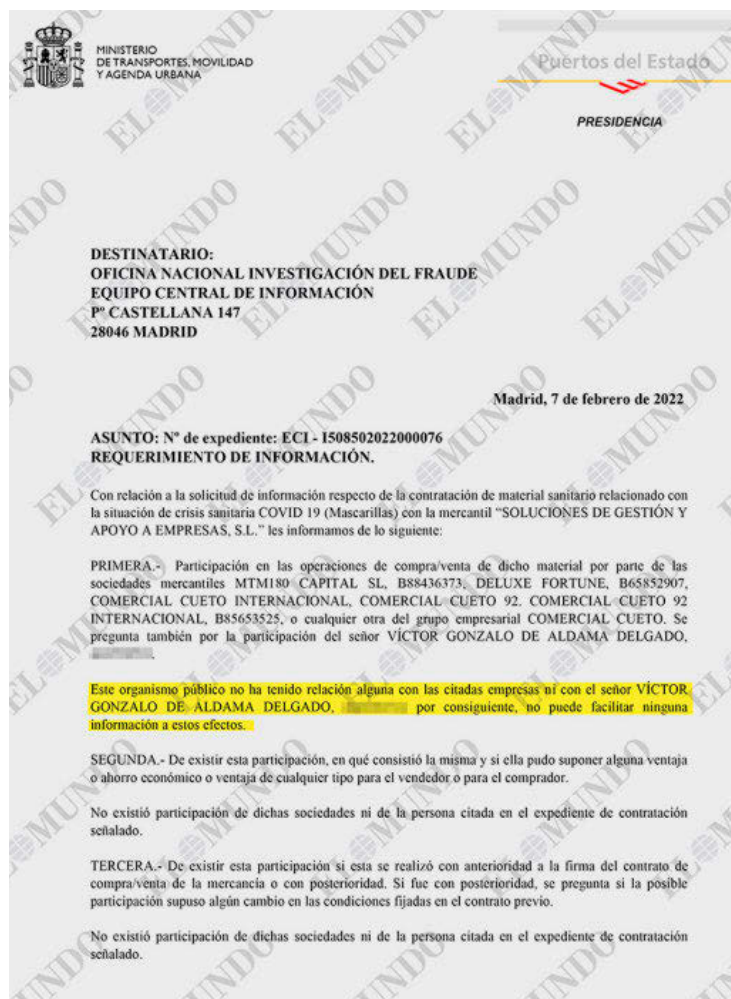 MINISTERIO
DE TRANSPORTES, MOVILIDAD
Y AGENDA URBANA
Puertos del Estado
PRESIDENCIA
DESTINATARIO:
OFICINA NACIONAL INVESTIGACIÓN DEL FRAUDE
EQUIPO CENTRAL DE INFORMACIÓN
Pº CASTELLANA 147
28046 MADRID
Madrid, 7 de febrero de 2022
ASUNTO: Nº de expediente: ECI - I508502022000076
REQUERIMIENTO DE INFORMACIÓN.
Con relación a la solicitud de información respecto de la contratación de material sanitario relacionado con
la situación de crisis sanitaria COVID 19 (Mascarillas) con la mercantil “SOLUCIONES DE GESTIÓN Y
APOYO A EMPRESAS, S.L.” les informamos de lo siguiente:
PRIMERA.- Participación en las operaciones de compra/venta de dicho material por parte de las
sociedades mercantiles MTM180 CAPITAL SL, B88436373, DELUXE FORTUNE, B65852907,
COMERCIAL CUETO INTERNACIONAL, COMERCIAL CUETO 92. COMERCIAL CUETO 92
INTERNACIONAL, B85653525, o cualquier otra del grupo empresarial COMERCIAL CUETO. Se
pregunta también por la participación del señor VÍCTOR GONZALO DE ALDAMA DELGADO,
Este organismo público no ha tenido relación alguna con las citadas empresas ni con el señor VÍCTOR
GONZALO DE ALDAMA DELGADO, por consiguiente, no puede facilitar ninguna
información a estos efectos.
SEGUNDA.- De existir esta participación, en qué consistió la misma y si ella pudo suponer alguna ventaja
o ahorro económico o ventaja de cualquier tipo para el vendedor o para el comprador.
No existió participación de dichas sociedades ni de la persona citada en el expediente de contratación
señalado.
TERCERA.- De existir esta participación si esta se realizó con anterioridad a la firma del contrato de
compra/venta de la mercancía o con posterioridad. Si fue con posterioridad, se pregunta si la posible
participación supuso algún cambio en las condiciones fijadas en el contrato previo.
No existió participación de dichas sociedades ni de la persona citada en el expediente de contratación
señalado.
EL MUNDO